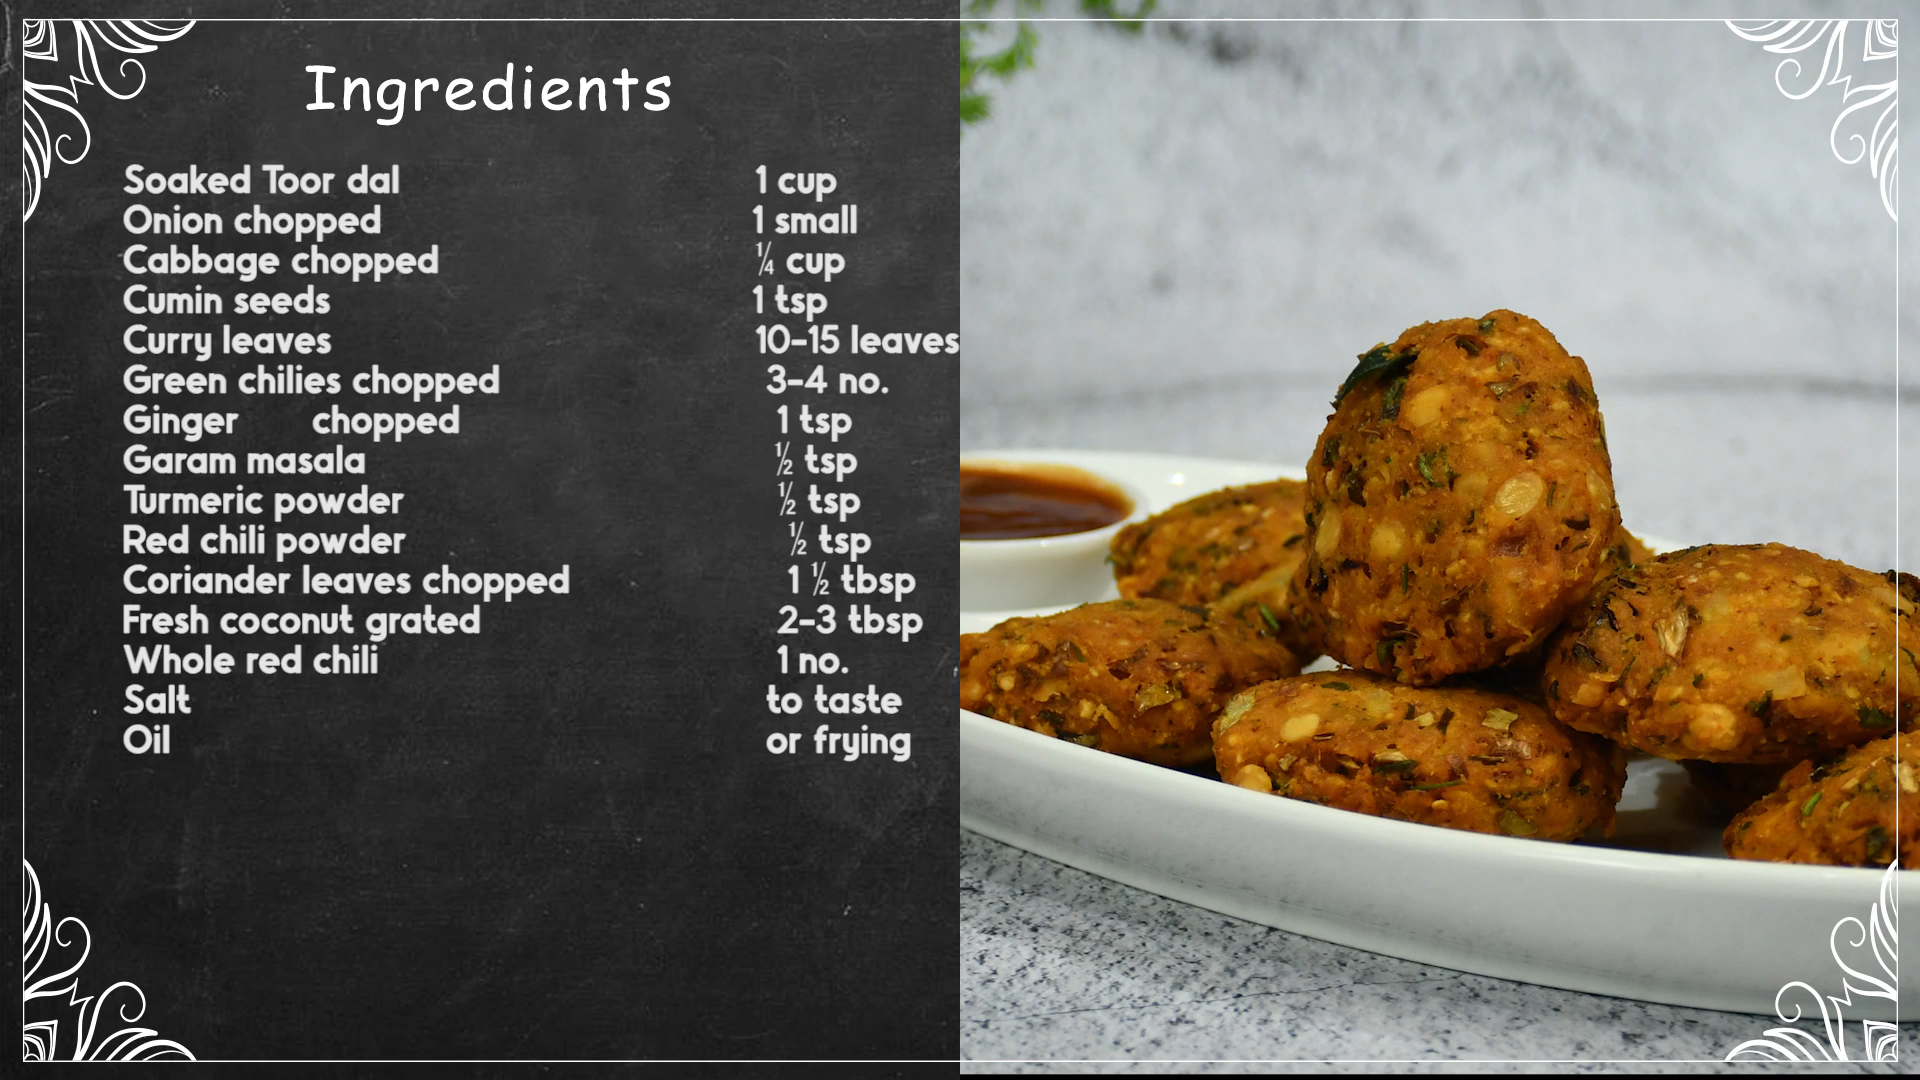 Ingredients
Soaked Toor dal 1 cup
Onion chopped 1 small
Cabbage chopped ¼ cup
Cumin seeds 1 tsp
Curry leaves 10-15 leaves
Green chilies chopped 3-4 no.
Ginger chopped 1 tsp
Garam masala ½ tsp
Turmeric powder ½ tsp
Red chili powder ½ tsp
Coriander leaves chopped 1 ½ tbsp
Fresh coconut grated 2-3 tbsp
Whole red chili 1 no.
Salt to taste
Oil or frying